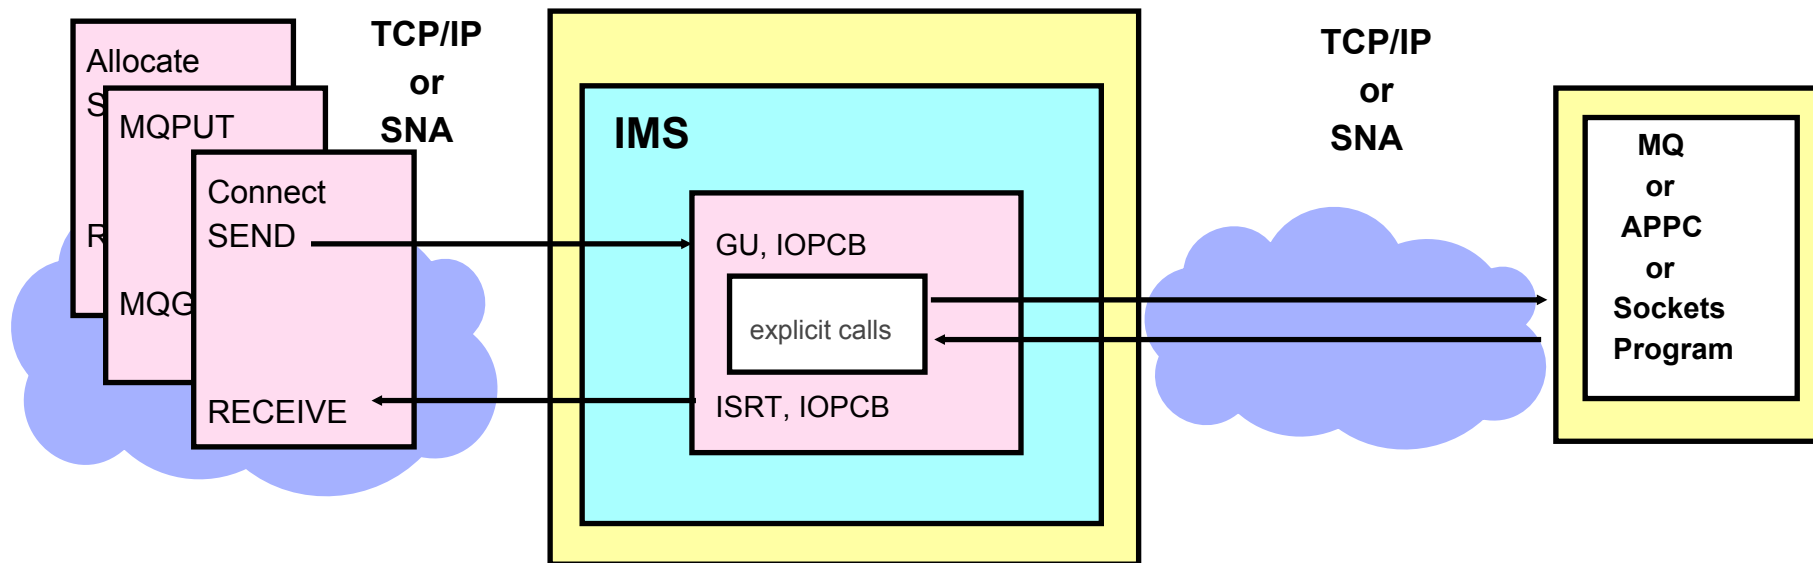 Allocate
S
R
MQPUT
MQG
Connect
SEND
RECEIVE
TCP/IP
or
SNA
IMS
GU, IOPCB
explicit calls
ISRT, IOPCB
TCP/IP
or
SNA
MQ
or
APPC
or
Sockets
Program